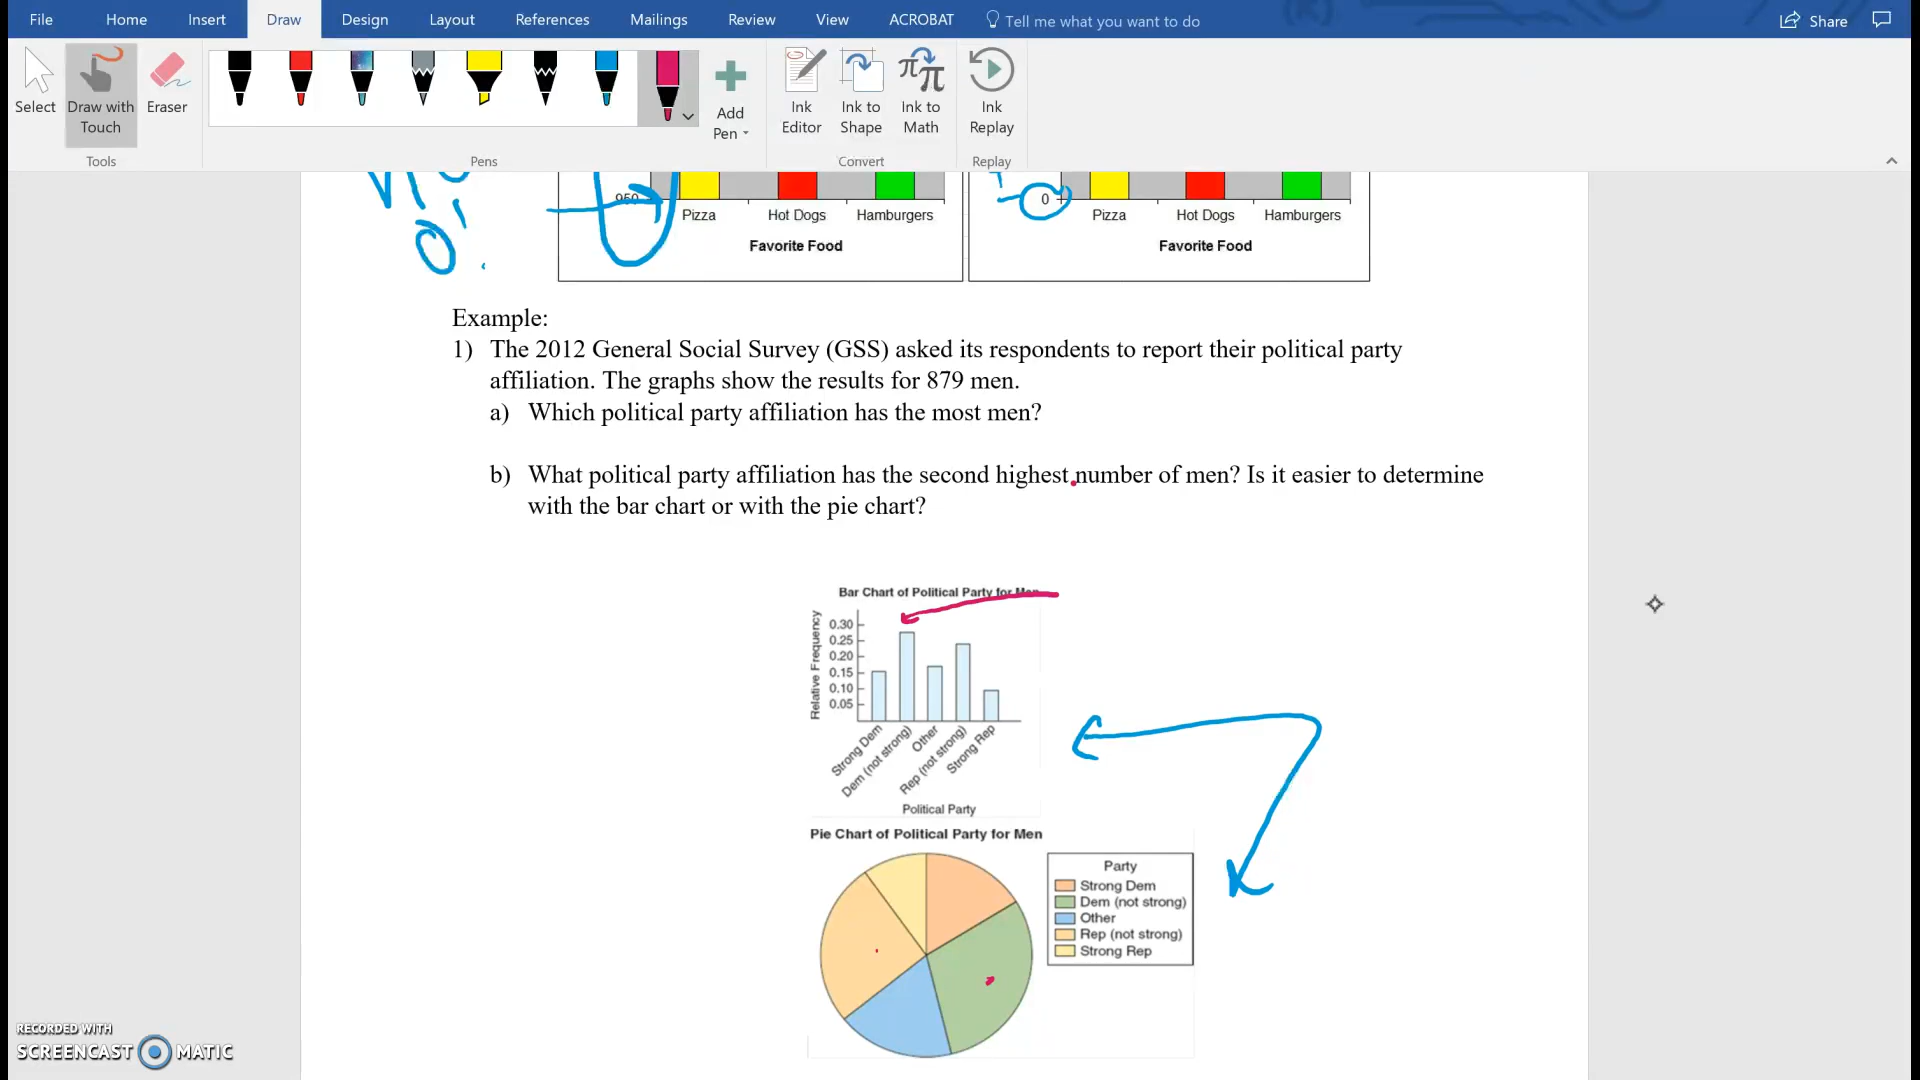 File Home Insert Draw Design Layout References Mailings Review View ACROBAT Tell me what you want to do Share
Select
Draw with
Touch
Eraser
Add
Pen
Ink
Editor
Ink to
Shape
Ink to
Math
Ink
Replay
Tools Pens Convert Replay
950
Pizza Hot Dogs Hamburgers
Favorite Food
0
Pizza Hot Dogs Hamburgers
Favorite Food
Example:
1) The 2012 General Social Survey (GSS) asked its respondents to report their political party
affiliation. The graphs show the results for 879 men.
a) Which political party affiliation has the most men?
b) What political party affiliation has the second highest number of men? Is it easier to determine
with the bar chart or with the pie chart?
Bar Chart of Political Party for Men
Relative Frequency
0.30
0.25
0.20
0.15
0.10
0.05
Strong Dem
Dem (not strong)
Other
Rep (not strong)
Strong Rep
Political Party
Pie Chart of Political Party for Men
Party
Strong Dem
Dem (not strong)
Other
Rep (not strong)
Strong Rep
RECORDED WITH
SCREENCAST MATIC